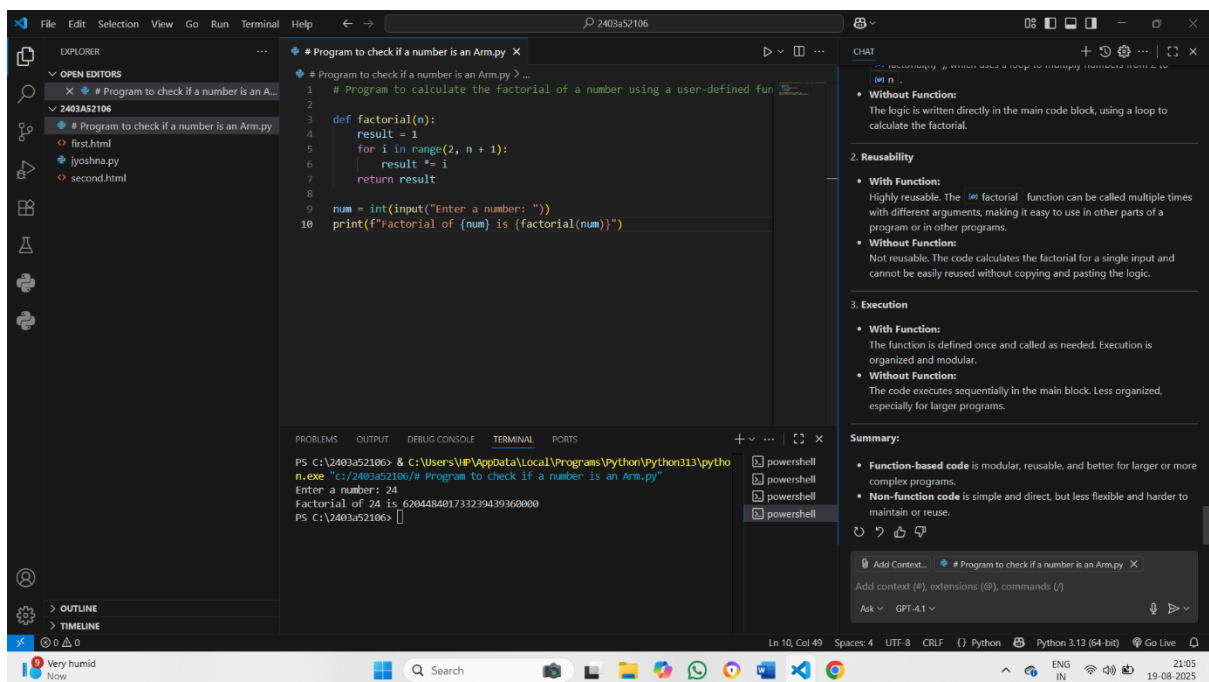 File Edit Selection View Go Run Terminal Help
2403a52106
EXPLORER
OPEN EDITORS
# Program to check if a number is an A...
2403A52106
# Program to check if a number is an Arm.py
first.html
jyoshna.py
second.html
OUTLINE
TIMELINE
# Program to check if a number is an Arm.py
# Program to check if a number is an Arm.py > ...
1 # Program to calculate the factorial of a number using a user-defined fun
2
3 def factorial(n):
4 result = 1
5 for i in range(2, n + 1):
6 result *= i
7 return result
8
9 num = int(input("Enter a number: "))
10 print(f"Factorial of {num} is {factorial(num)}")
PROBLEMS OUTPUT DEBUG CONSOLE TERMINAL PORTS
PS C:\2403a52106> & C:\Users\HP\AppData\Local\Programs\Python\Python313\pytho
n.exe "c:/2403a52106/# Program to check if a number is an Arm.py"
Enter a number: 24
Factorial of 24 is 620448401733239439360000
PS C:\2403a52106>
powershell
powershell
powershell
powershell
CHAT
n .
• Without Function:
The logic is written directly in the main code block, using a loop to
calculate the factorial.
2. Reusability
• With Function:
Highly reusable. The factorial function can be called multiple times
with different arguments, making it easy to use in other parts of a
program or in other programs.
• Without Function:
Not reusable. The code calculates the factorial for a single input and
cannot be easily reused without copying and pasting the logic.
3. Execution
• With Function:
The function is defined once and called as needed. Execution is
organized and modular.
• Without Function:
The code executes sequentially in the main block. Less organized,
especially for larger programs.
Summary:
• Function-based code is modular, reusable, and better for larger or more
complex programs.
• Non-function code is simple and direct, but less flexible and harder to
maintain or reuse.
Add Context... # Program to check if a number is an Arm.py
Add context (#), extensions (@), commands (/)
Ask GPT-4.1
0 0 Ln 10, Col 49 Spaces: 4 UTF-8 CRLF {} Python Python 3.13 (64-bit) Go Live
9 Very humid
Now
Search
ENG
IN
21:05
19-08-2025